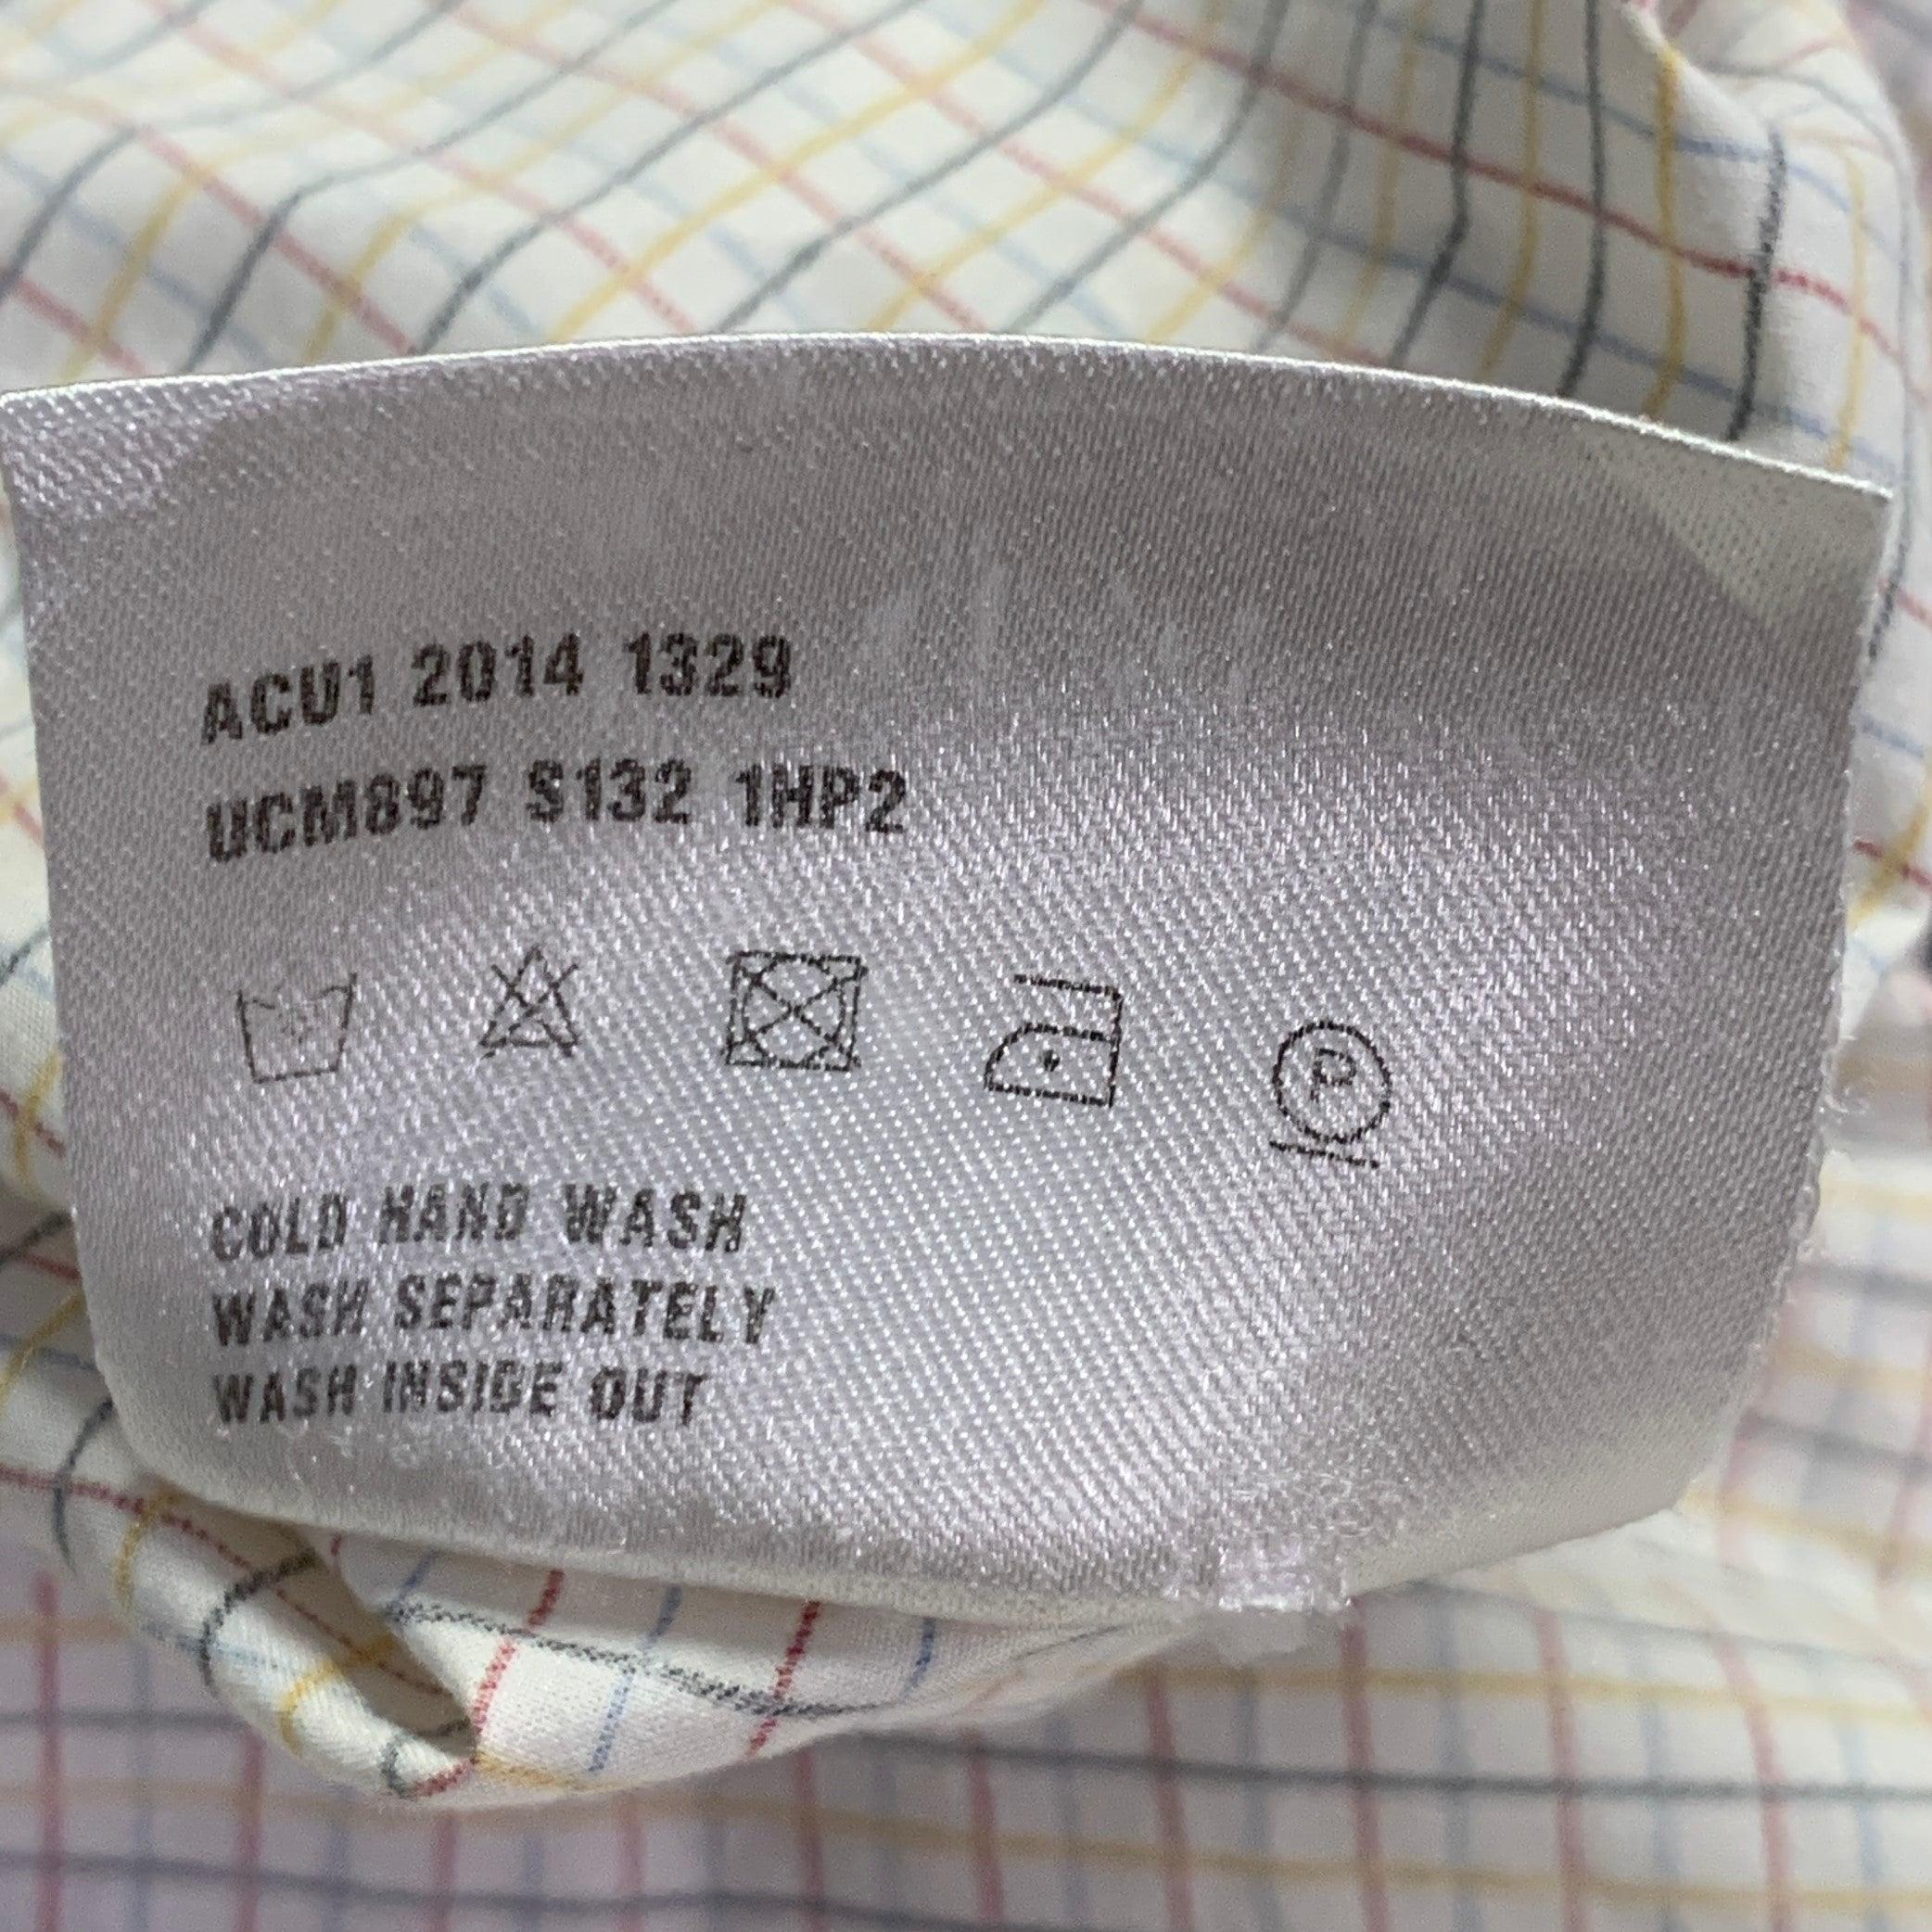 ACU1 2014 1329
UCM897 S132 1HP2
P
COLD HAND WASH
WASH SEPARATELY
WASH INSIDE OUT